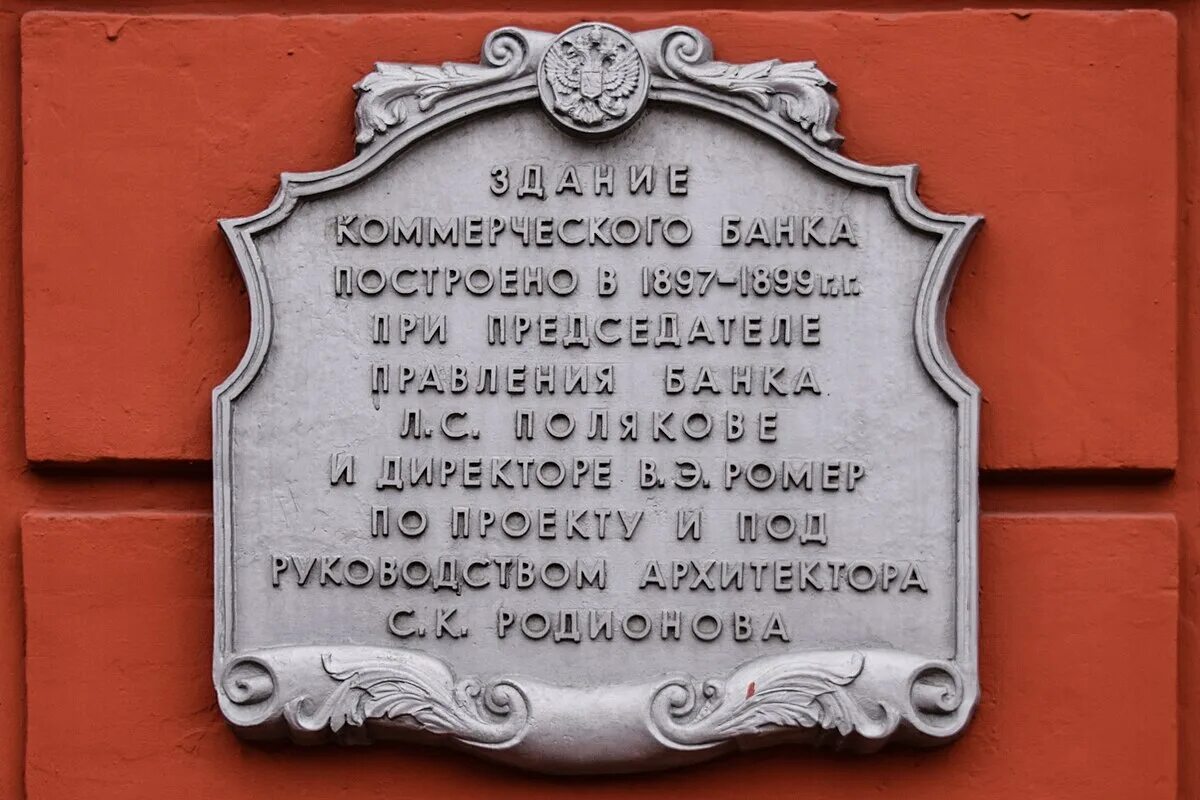 ЗДАНИЕ
КОММЕРЧЕСКОГО БАНКА
ПОСТРОЕНО В 1897–1899 г.г.
ПРИ ПРЕДСЕДАТЕЛЕ
ПРАВЛЕНИЯ БАНКА
Л.С. ПОЛЯКОВЕ
И ДИРЕКТОРЕ В.Э. РОМЕР
ПО ПРОЕКТУ И ПОД
РУКОВОДСТВОМ АРХИТЕКТОРА
С.К. РОДИОНОВА